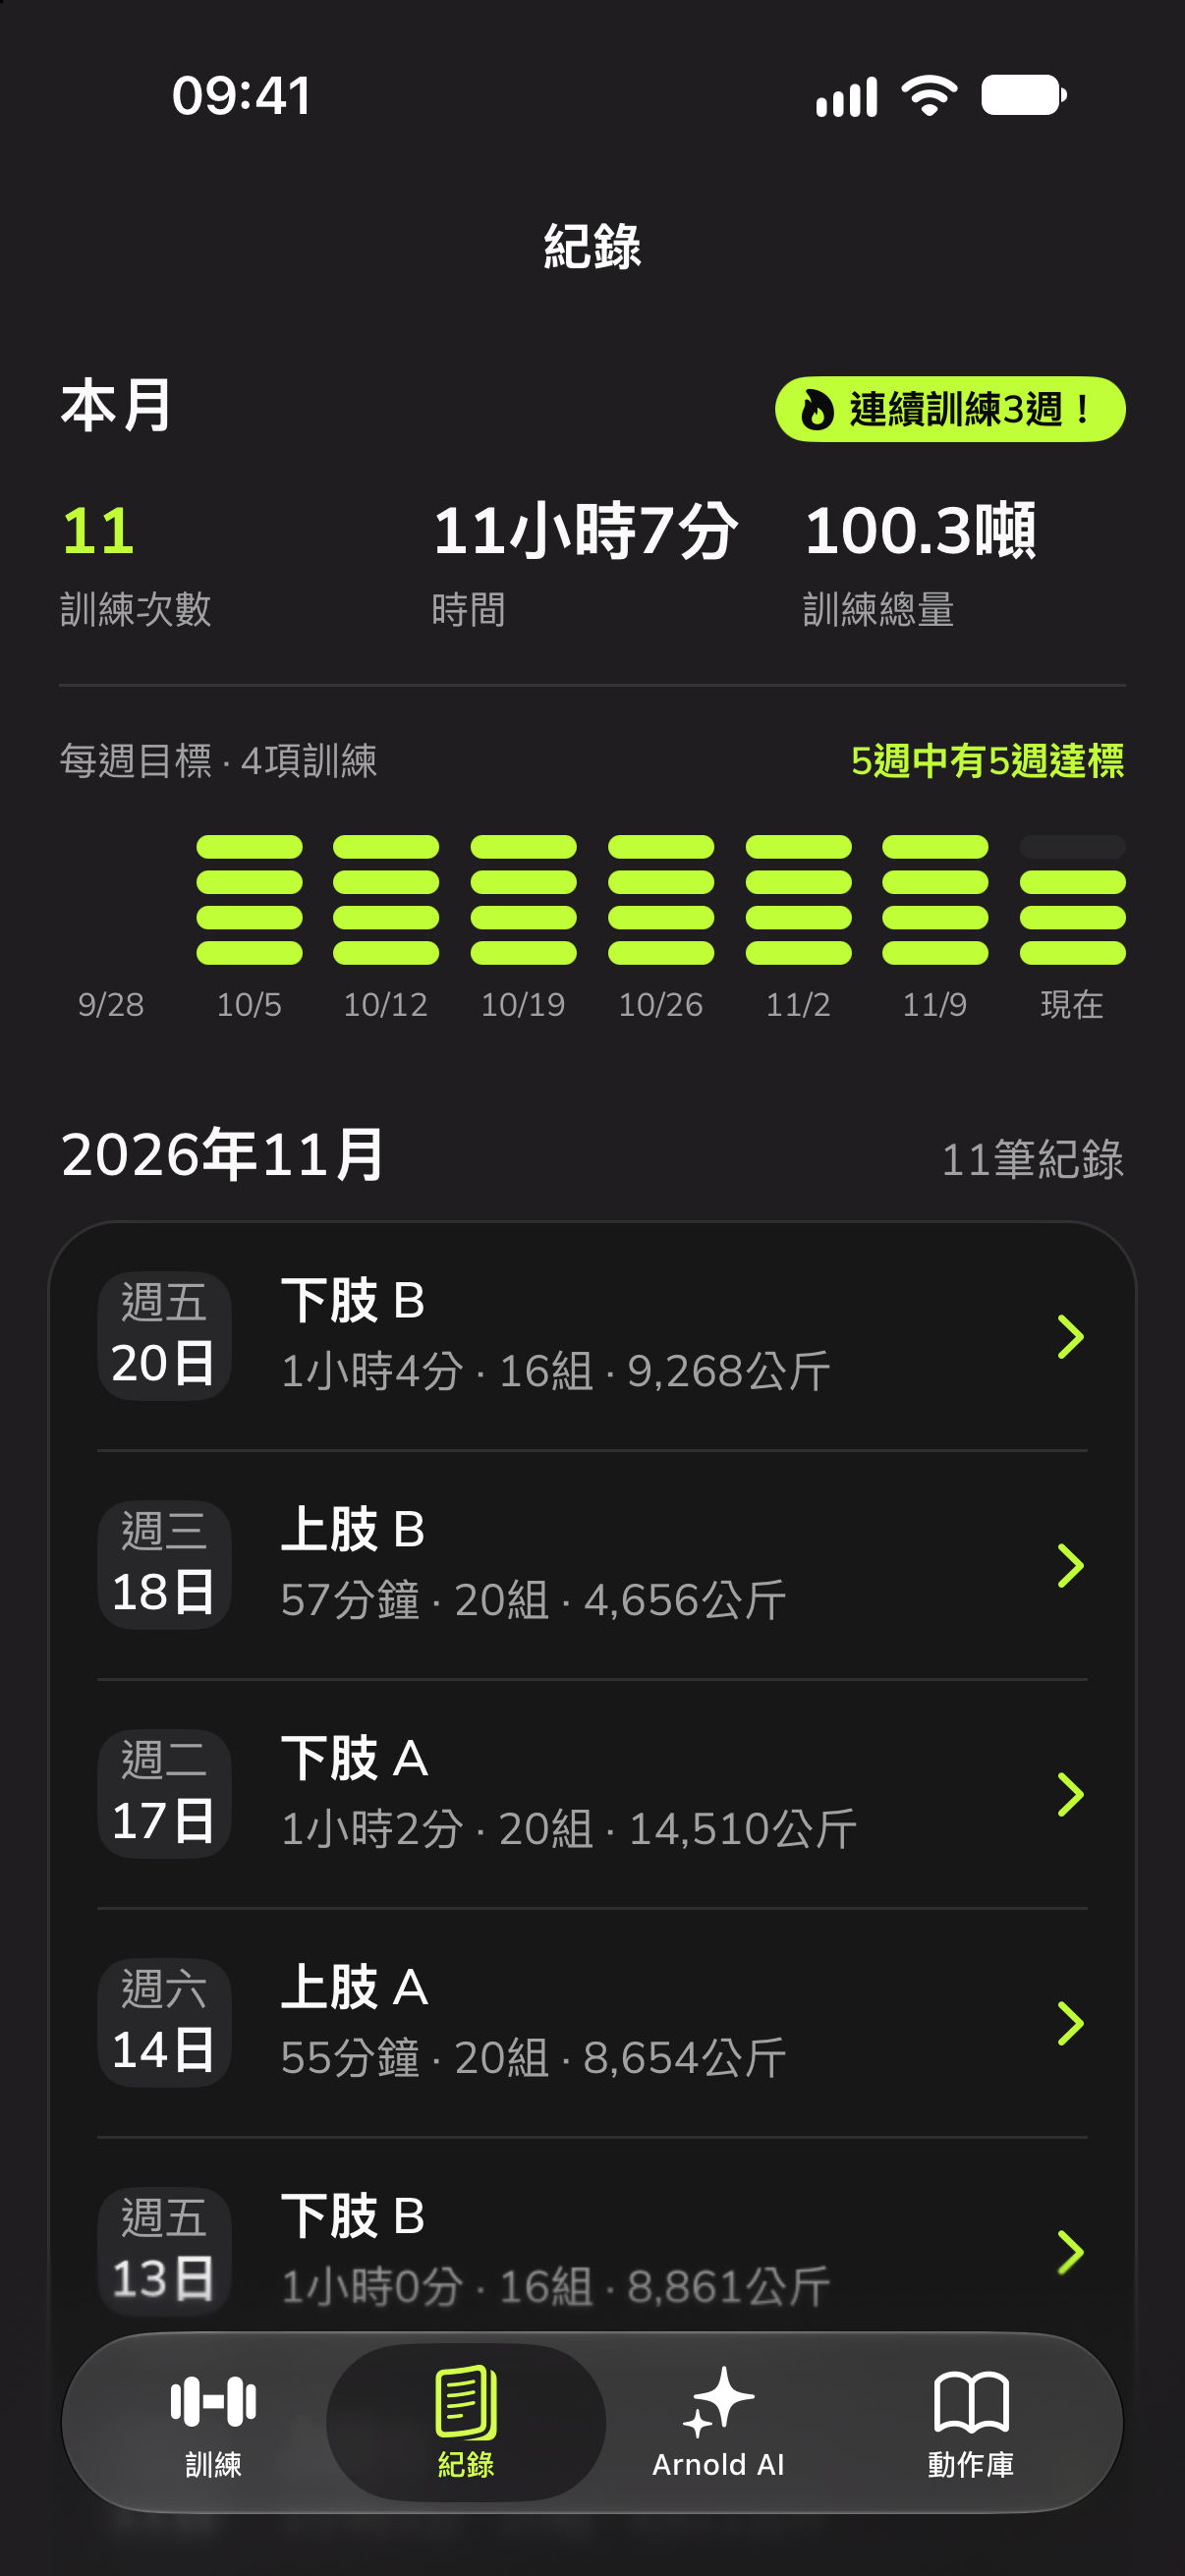 09:41
紀錄
本月
連續訓練3週！
11
11小時7分
100.3噸
訓練次數
時間
訓練總量
每週目標 · 4項訓練
5週中有5週達標
9/28
10/5
10/12
10/19
10/26
11/2
11/9
現在
2026年11月
11筆紀錄
週五
20日
下肢 B
1小時4分 · 16組 · 9,268公斤
週三
18日
上肢 B
57分鐘 · 20組 · 4,656公斤
週二
17日
下肢 A
1小時2分 · 20組 · 14,510公斤
週六
14日
上肢 A
55分鐘 · 20組 · 8,654公斤
週五
13日
下肢 B
1小時0分 · 16組 · 8,861公斤
訓練
紀錄
Arnold AI
動作庫